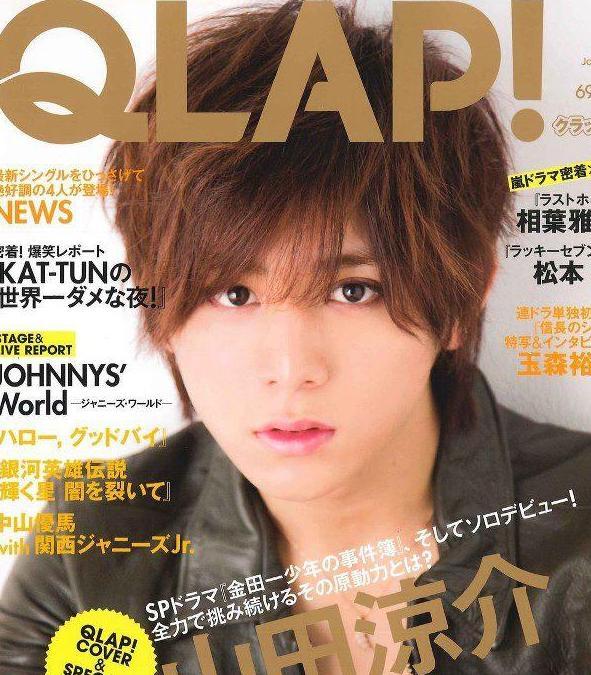 QLAP!
69
クラッ
最新シングルをひっさげて
絶好調の4人が登場!
NEWS
密着! 爆笑レポート
KAT-TUNの
世界一ダメな夜!』
STAGE&
LIVE REPORT
JOHNNYS'
World
―ジャニーズ・ワールド―
ハロー, グッドバイ』
銀河英雄伝説
輝く星 闇を裂いて』
中山優馬
with 関西ジャニーズJr.
嵐ドラマ密着
『ラストホ
相葉雅
『ラッキーセブン
松本
連ドラ単独初
『信長のシ
特写&インタビ
玉森裕
SPドラマ『金田一少年の事件簿』、そしてソロデビュー!
全力で挑み続けるその原動力とは?
山田涼介
QLAP!
COVER
&